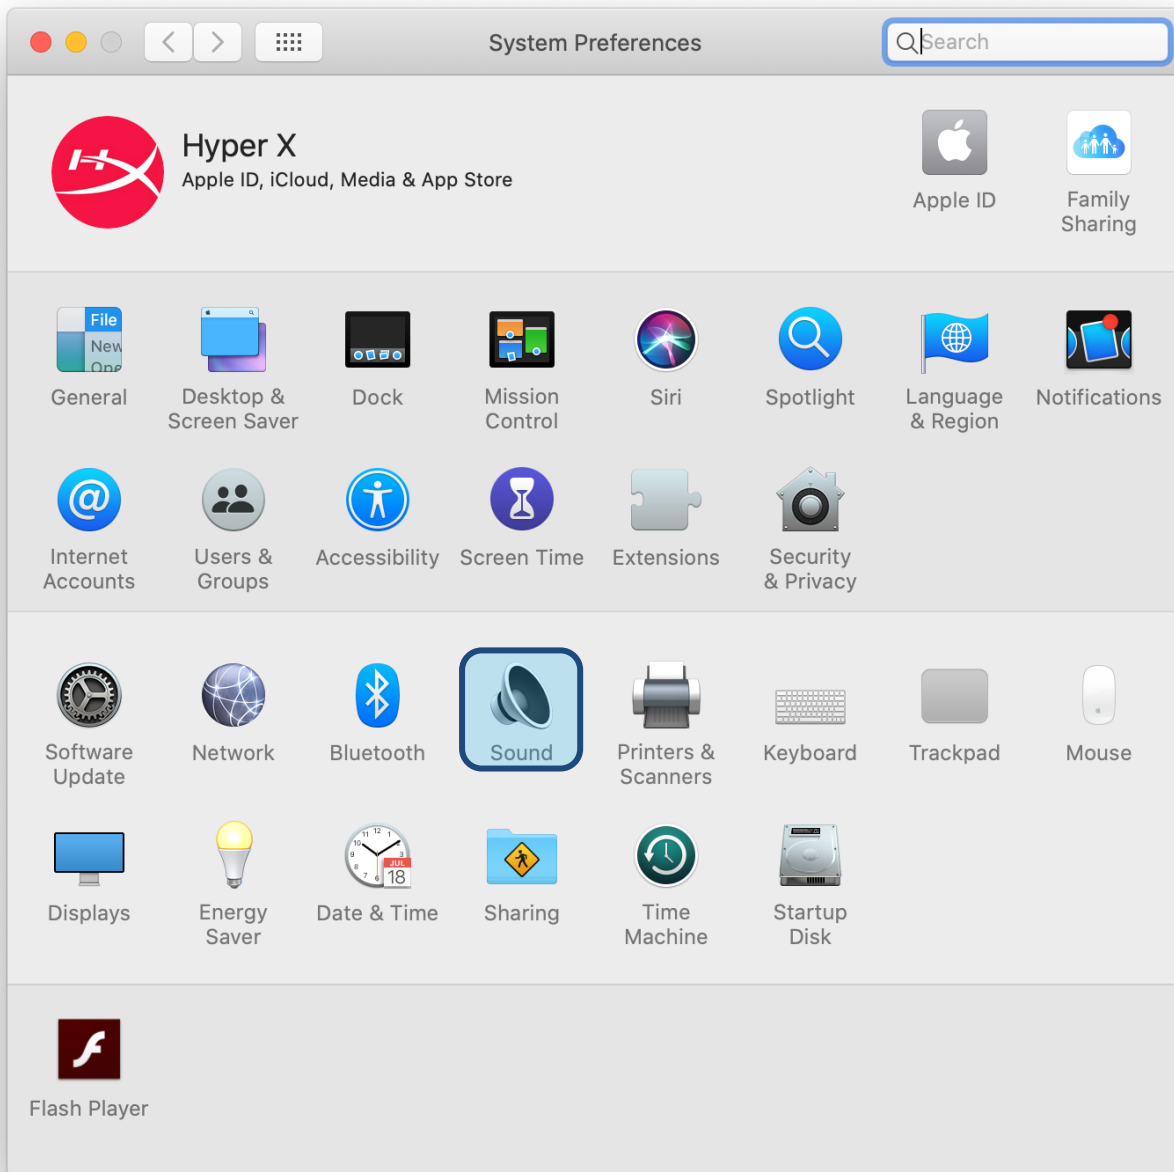 System Preferences
Search
Hyper X
Apple ID, iCloud, Media & App Store
Apple ID
Family
Sharing
File
New
Ope
General
Desktop &
Screen Saver
Dock
Mission
Control
Siri
Spotlight
Language
& Region
Notifications
@
Internet
Accounts
Users &
Groups
Accessibility
Screen Time
Extensions
Security
& Privacy
Software
Update
Network
Bluetooth
Sound
Printers &
Scanners
Keyboard
Trackpad
Mouse
Displays
Energy
Saver
JUL
18
Date & Time
Sharing
Time
Machine
Startup
Disk
Flash Player